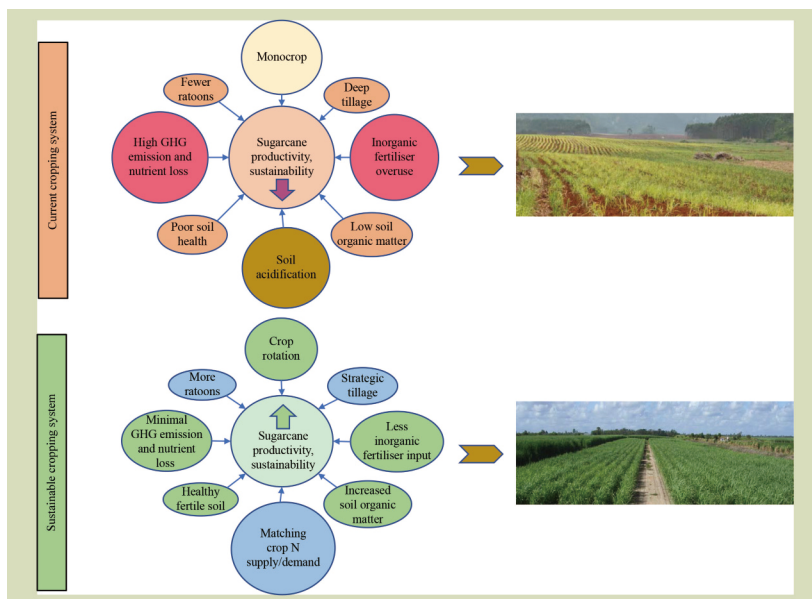 Current cropping system
Monocrop
Fewer
ratoons
Deep
tillage
High GHG
emission and
nutrient loss
Sugarcane
productivity,
sustainability
Inorganic
fertiliser
overuse
Poor soil
health
Low soil
organic matter
Soil
acidification
Sustainable cropping system
Crop
rotation
More
ratoons
Strategic
tillage
Minimal
GHG emission
and nutrient
loss
Sugarcane
productivity,
sustainability
Less
inorganic
fertiliser input
Healthy
fertile soil
Increased
soil organic
matter
Matching
crop N
supply/demand